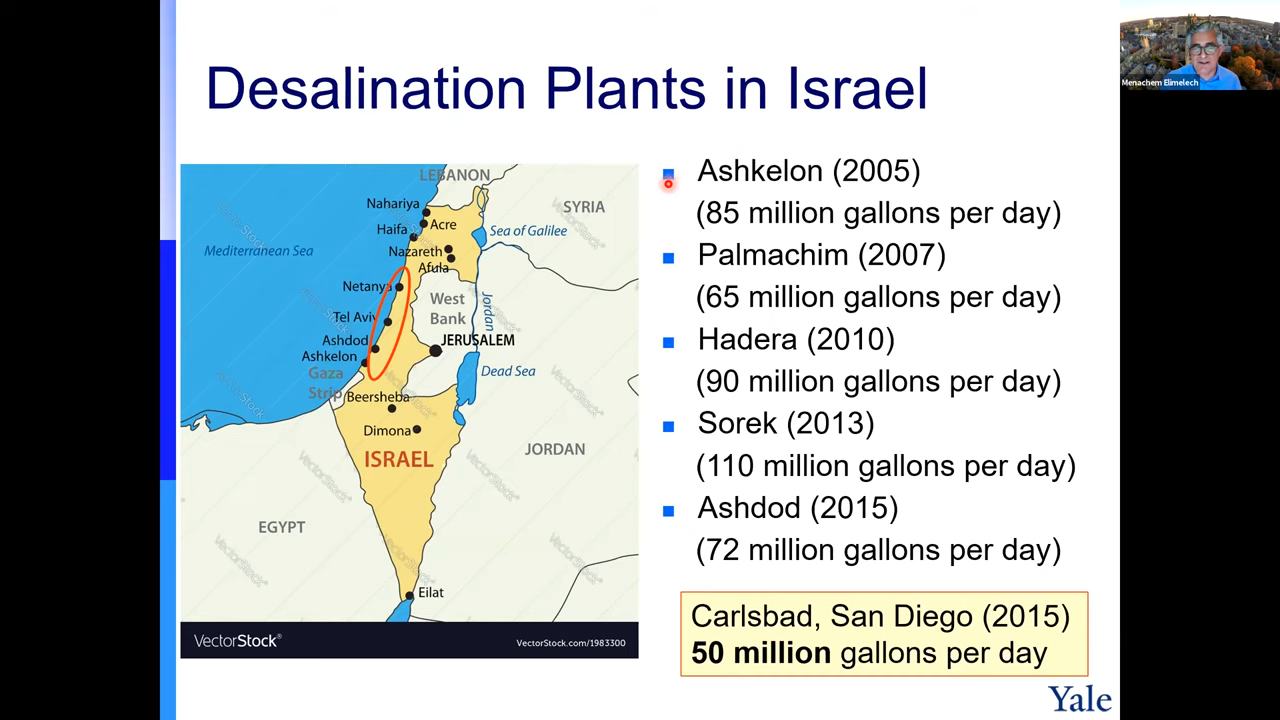 Desalination Plants in Israel
Menachem Elimelech
LEBANON
Nahariya
SYRIA
Acre
Haifa
Sea of Galilee
Mediterranean Sea
Nazareth
Afula
Netanya
West
Bank
Jordan
Tel Aviv
Ashdod
JERUSALEM
Ashkelon
Gaza
Strip
Dead Sea
Beersheba
Dimona
JORDAN
ISRAEL
EGYPT
Eilat
VectorStock®
VectorStock.com/1983300
Ashkelon (2005)
(85 million gallons per day)
Palmachim (2007)
(65 million gallons per day)
Hadera (2010)
(90 million gallons per day)
Sorek (2013)
(110 million gallons per day)
Ashdod (2015)
(72 million gallons per day)
Carlsbad, San Diego (2015)
50 million gallons per day
Yale